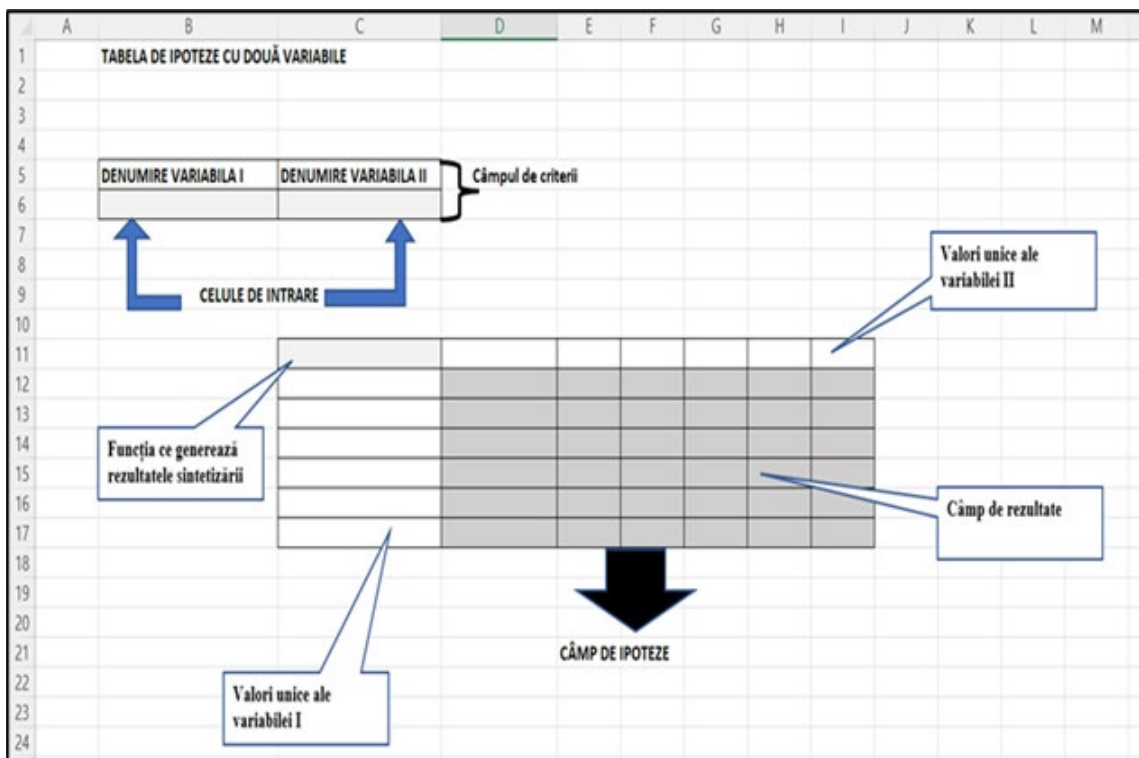 A B C D E F G H I J K L M
1 TABELA DE IPOTEZE CU DOUĂ VARIABILE
2
3
4
5 DENUMIRE VARIABILA I DENUMIRE VARIABILA II Câmpul de criterii
6
7
8 Valori unice ale
variabilei II
9 CELULE DE INTRARE
10
11
12
13
14 Funcția ce generează
15 rezultatele sintetizării
16 Câmp de rezultate
17
18
19
20
21 CÂMP DE IPOTEZE
22 Valori unice ale
23 variabilei I
24